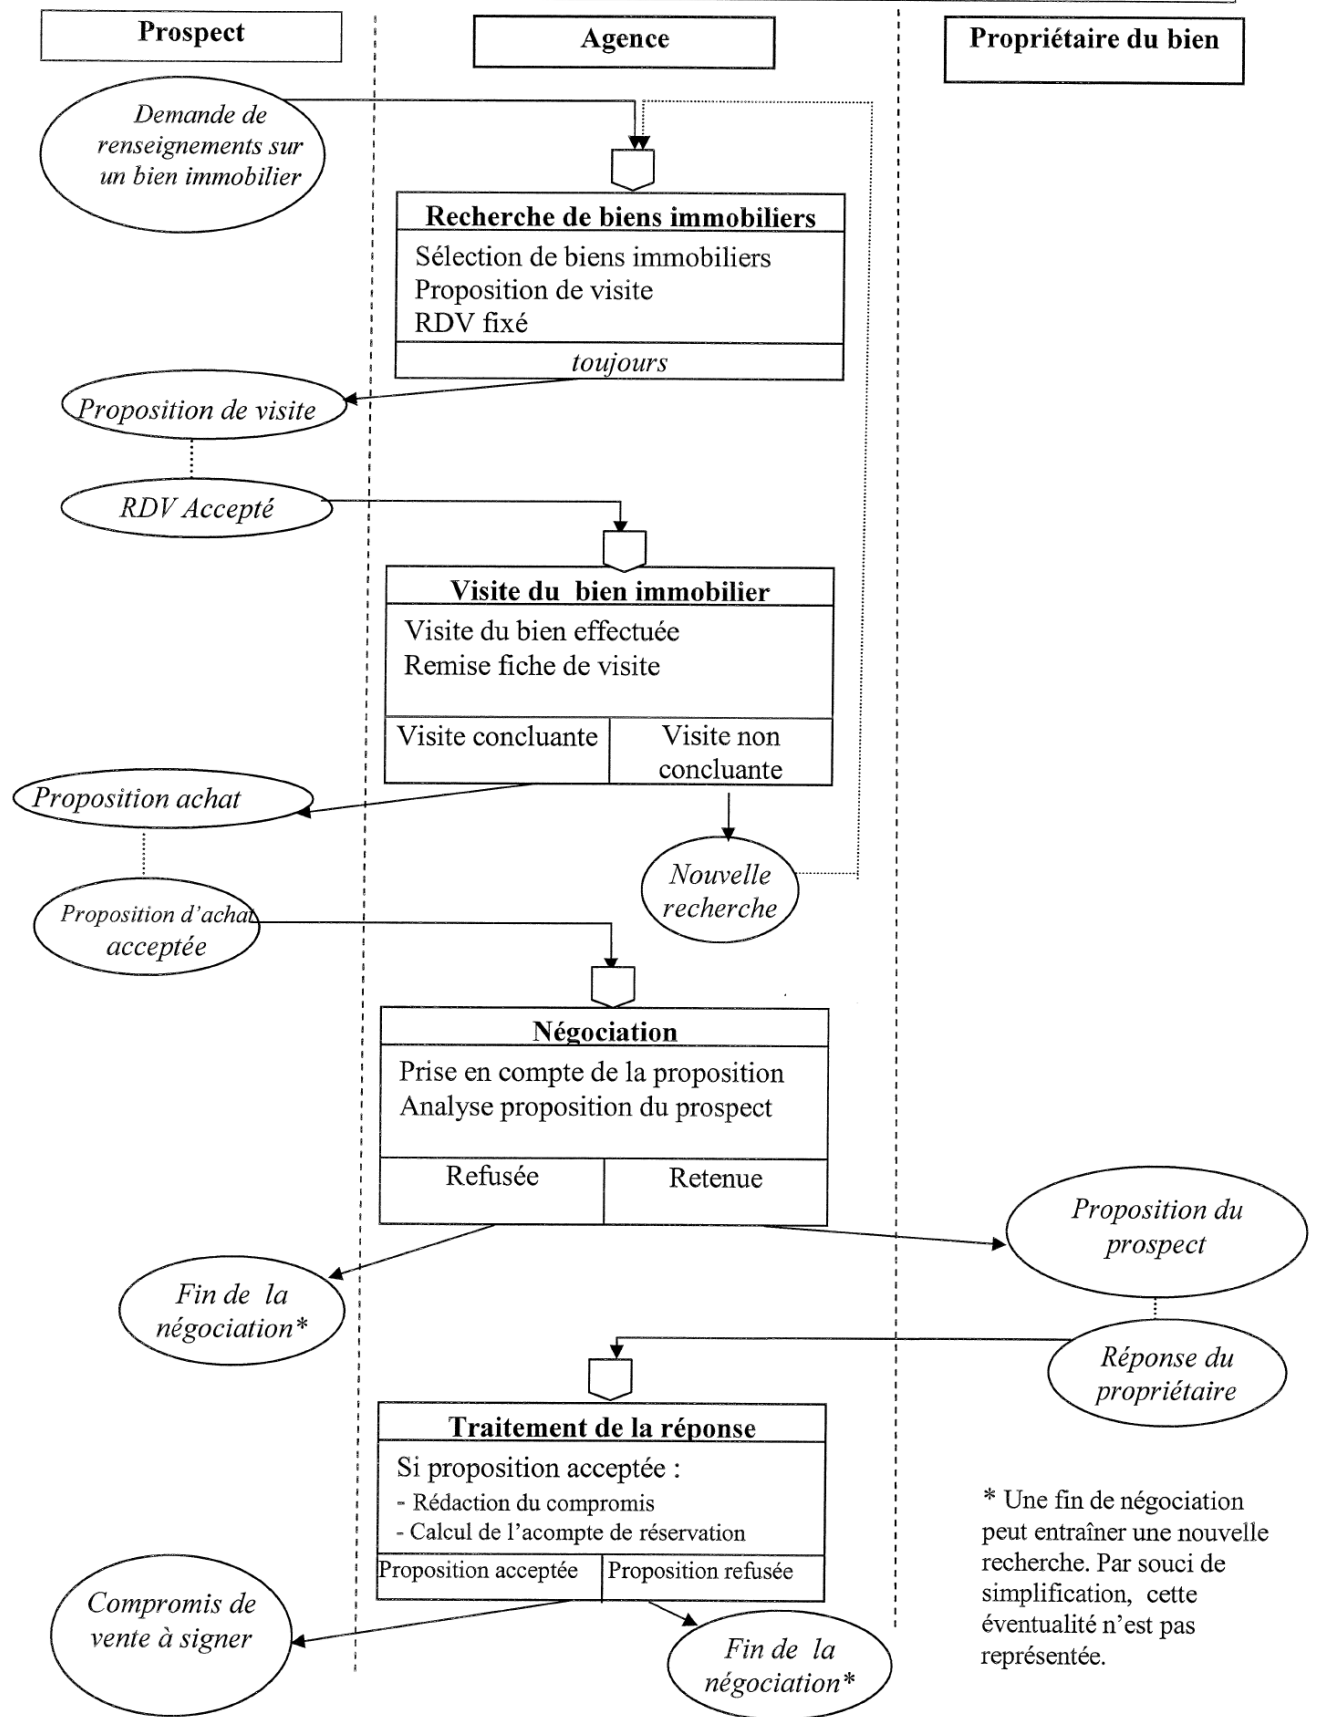 Prospect
Agence
Propriétaire du bien
Demande de
renseignements sur
un bien immobilier
Recherche de biens immobiliers
Sélection de biens immobiliers
Proposition de visite
RDV fixé
toujours
Proposition de visite
RDV Accepté
Visite du bien immobilier
Visite du bien effectuée
Remise fiche de visite
Visite concluante
Visite non
concluante
Proposition achat
Nouvelle
recherche
Proposition d'achat
acceptée
Négociation
Prise en compte de la proposition
Analyse proposition du prospect
Refusée
Retenue
Proposition du
prospect
Fin de la
négociation*
Réponse du
propriétaire
Traitement de la réponse
Si proposition acceptée :
- Rédaction du compromis
- Calcul de l'acompte de réservation
Proposition acceptée
Proposition refusée
Compromis de
vente à signer
Fin de la
négociation*
* Une fin de négociation
peut entraîner une nouvelle
recherche. Par souci de
simplification, cette
éventualité n'est pas
représentée.